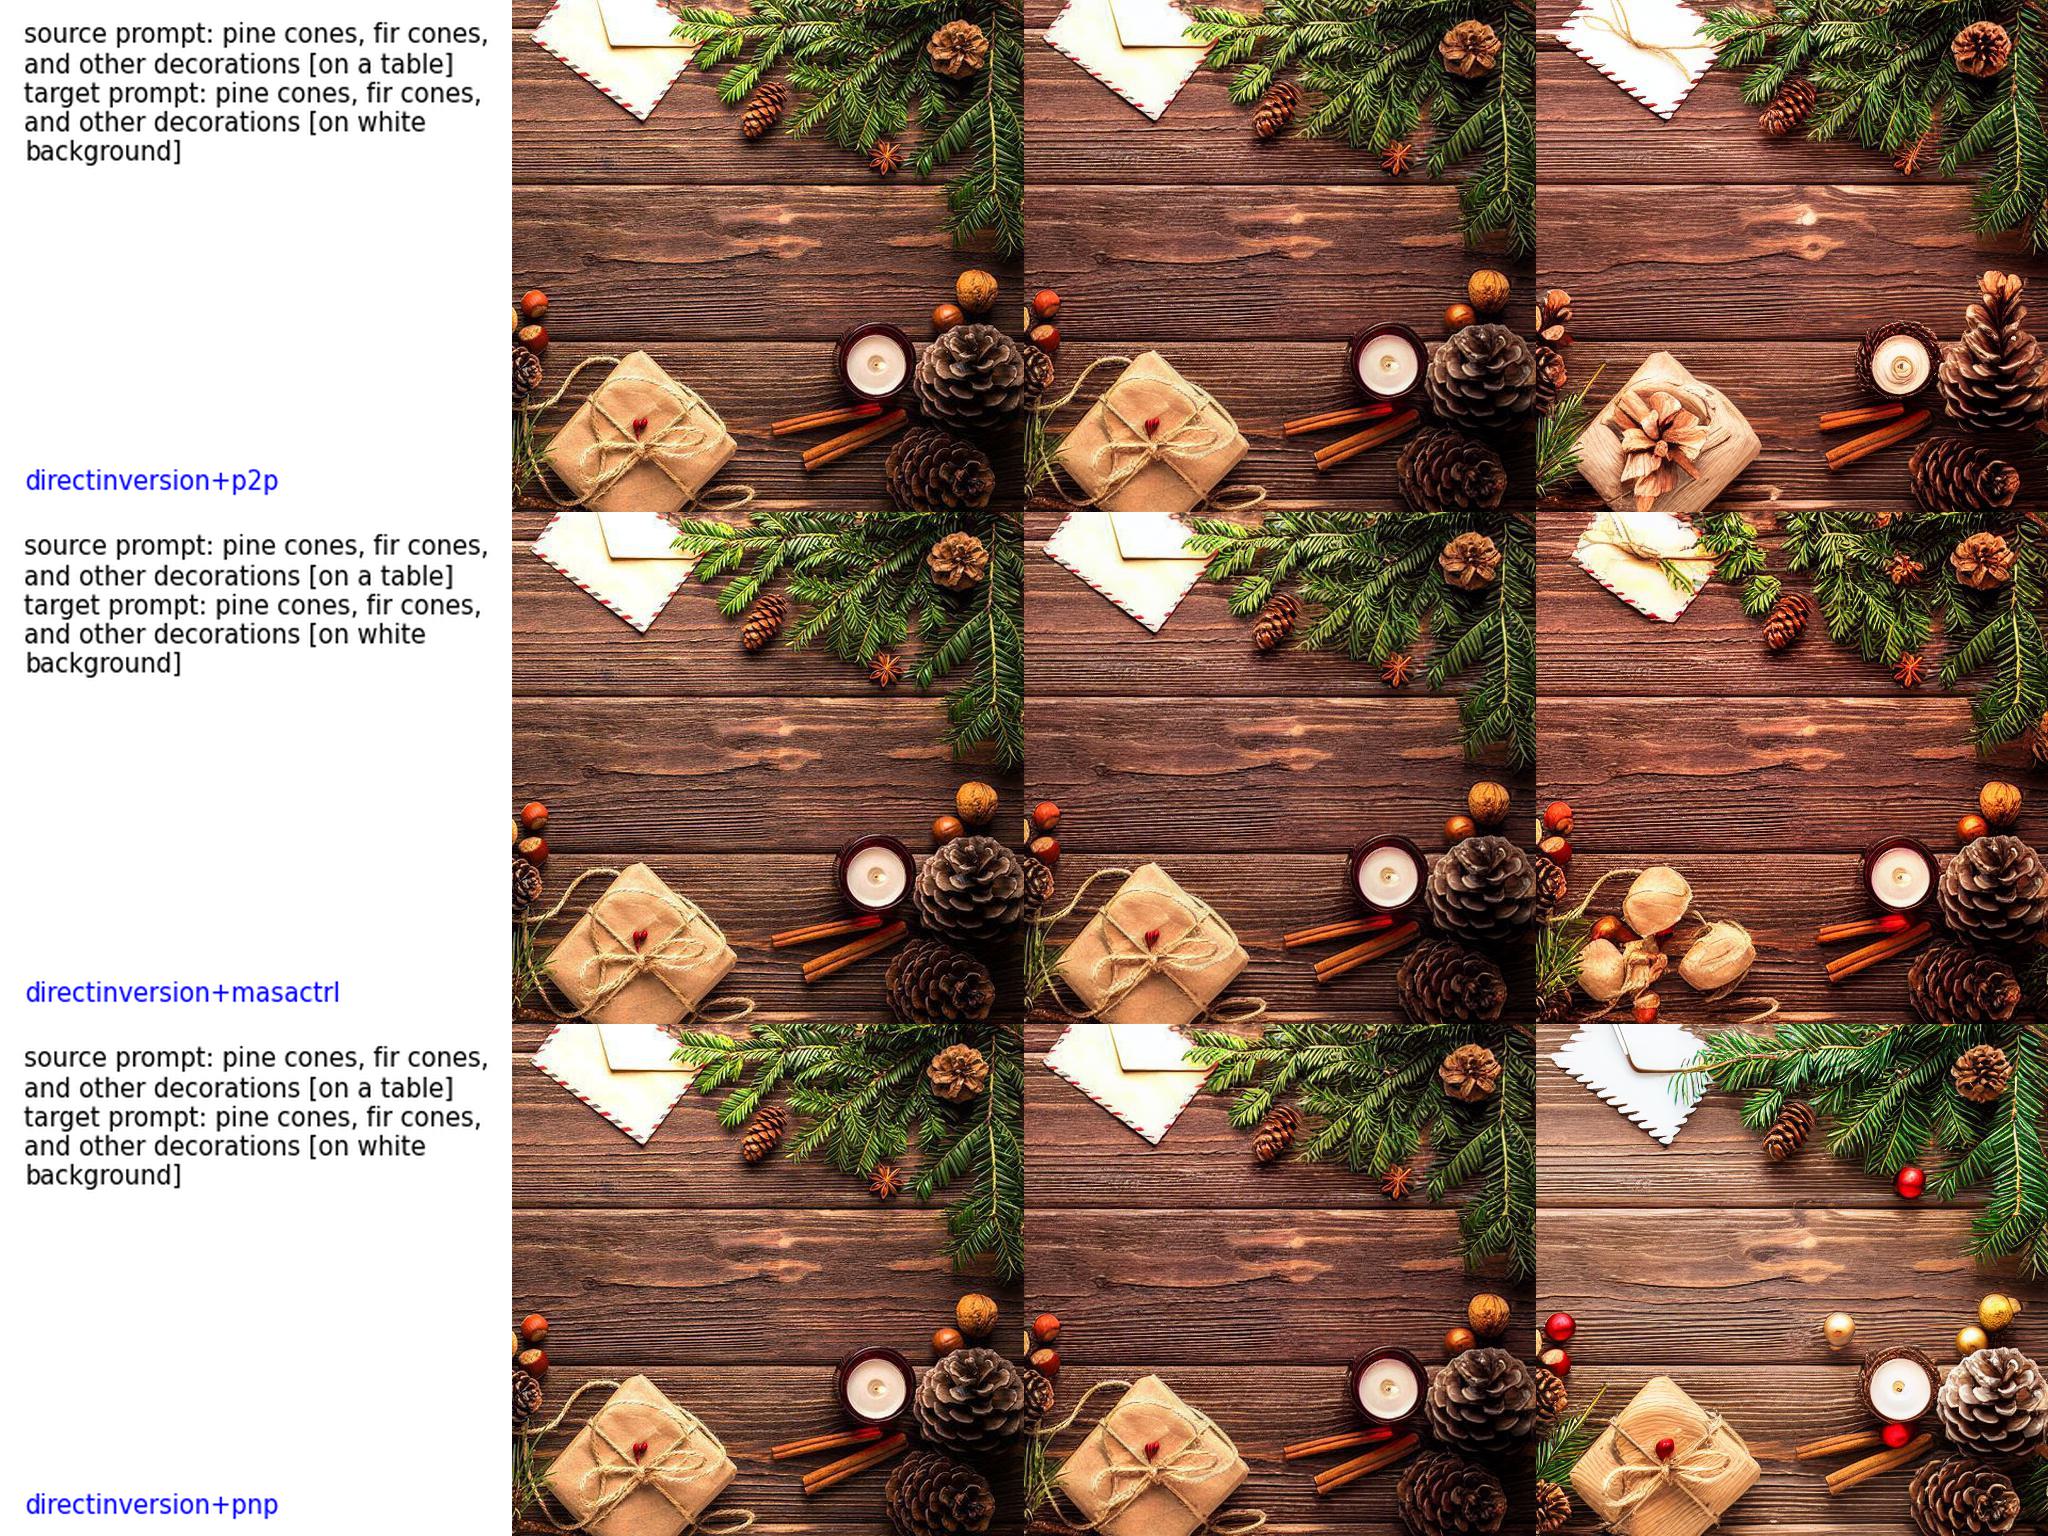 source prompt: pine cones, fir cones,
and other decorations [on a table]
target prompt: pine cones, fir cones,
and other decorations [on white
background]
directinversion+p2p
source prompt: pine cones, fir cones,
and other decorations [on a table]
target prompt: pine cones, fir cones,
and other decorations [on white
background]
directinversion+masactrl
source prompt: pine cones, fir cones,
and other decorations [on a table]
target prompt: pine cones, fir cones,
and other decorations [on white
background]
directinversion+pnp